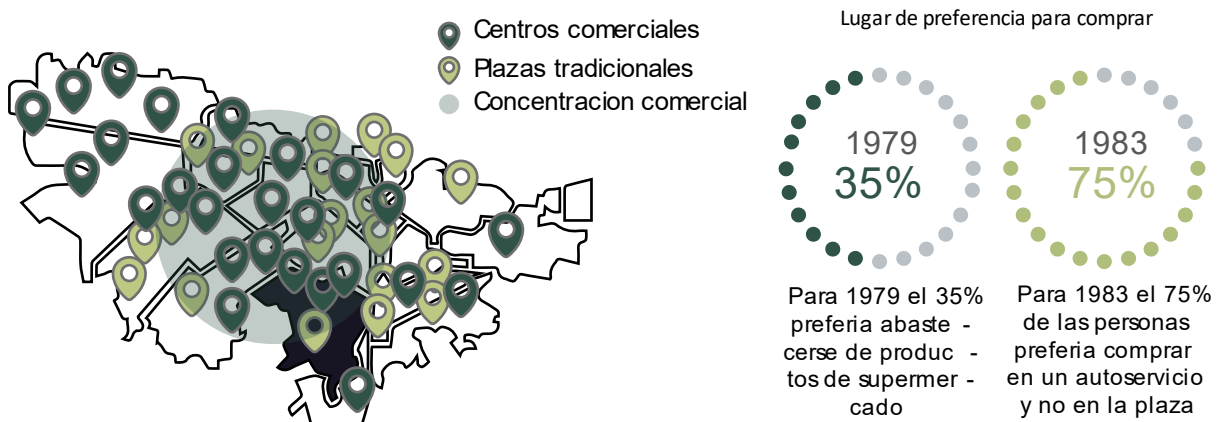 Centros comerciales
Plazas tradicionales
Concentracion comercial
Lugar de preferencia para comprar
1979
35%
1983
75%
Para 1979 el 35%
preferia abaste -
cerse de produc -
tos de supermer -
cado
Para 1983 el 75%
de las personas
preferia comprar
en un autoservicio
y no en la plaza